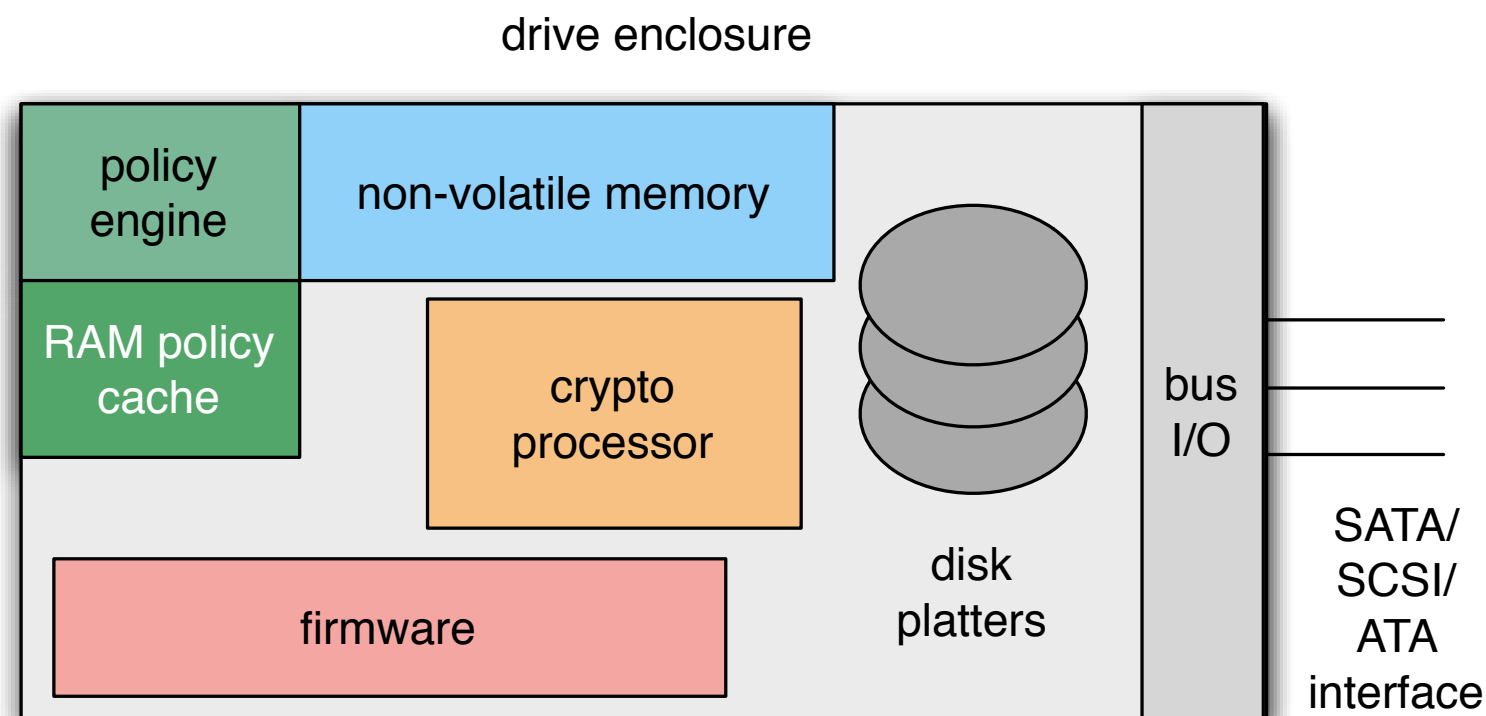 drive enclosure
policy
engine
non-volatile memory
RAM policy
cache
crypto
processor
bus
I/O
disk
platters
firmware
SATA/
SCSI/
ATA
interface